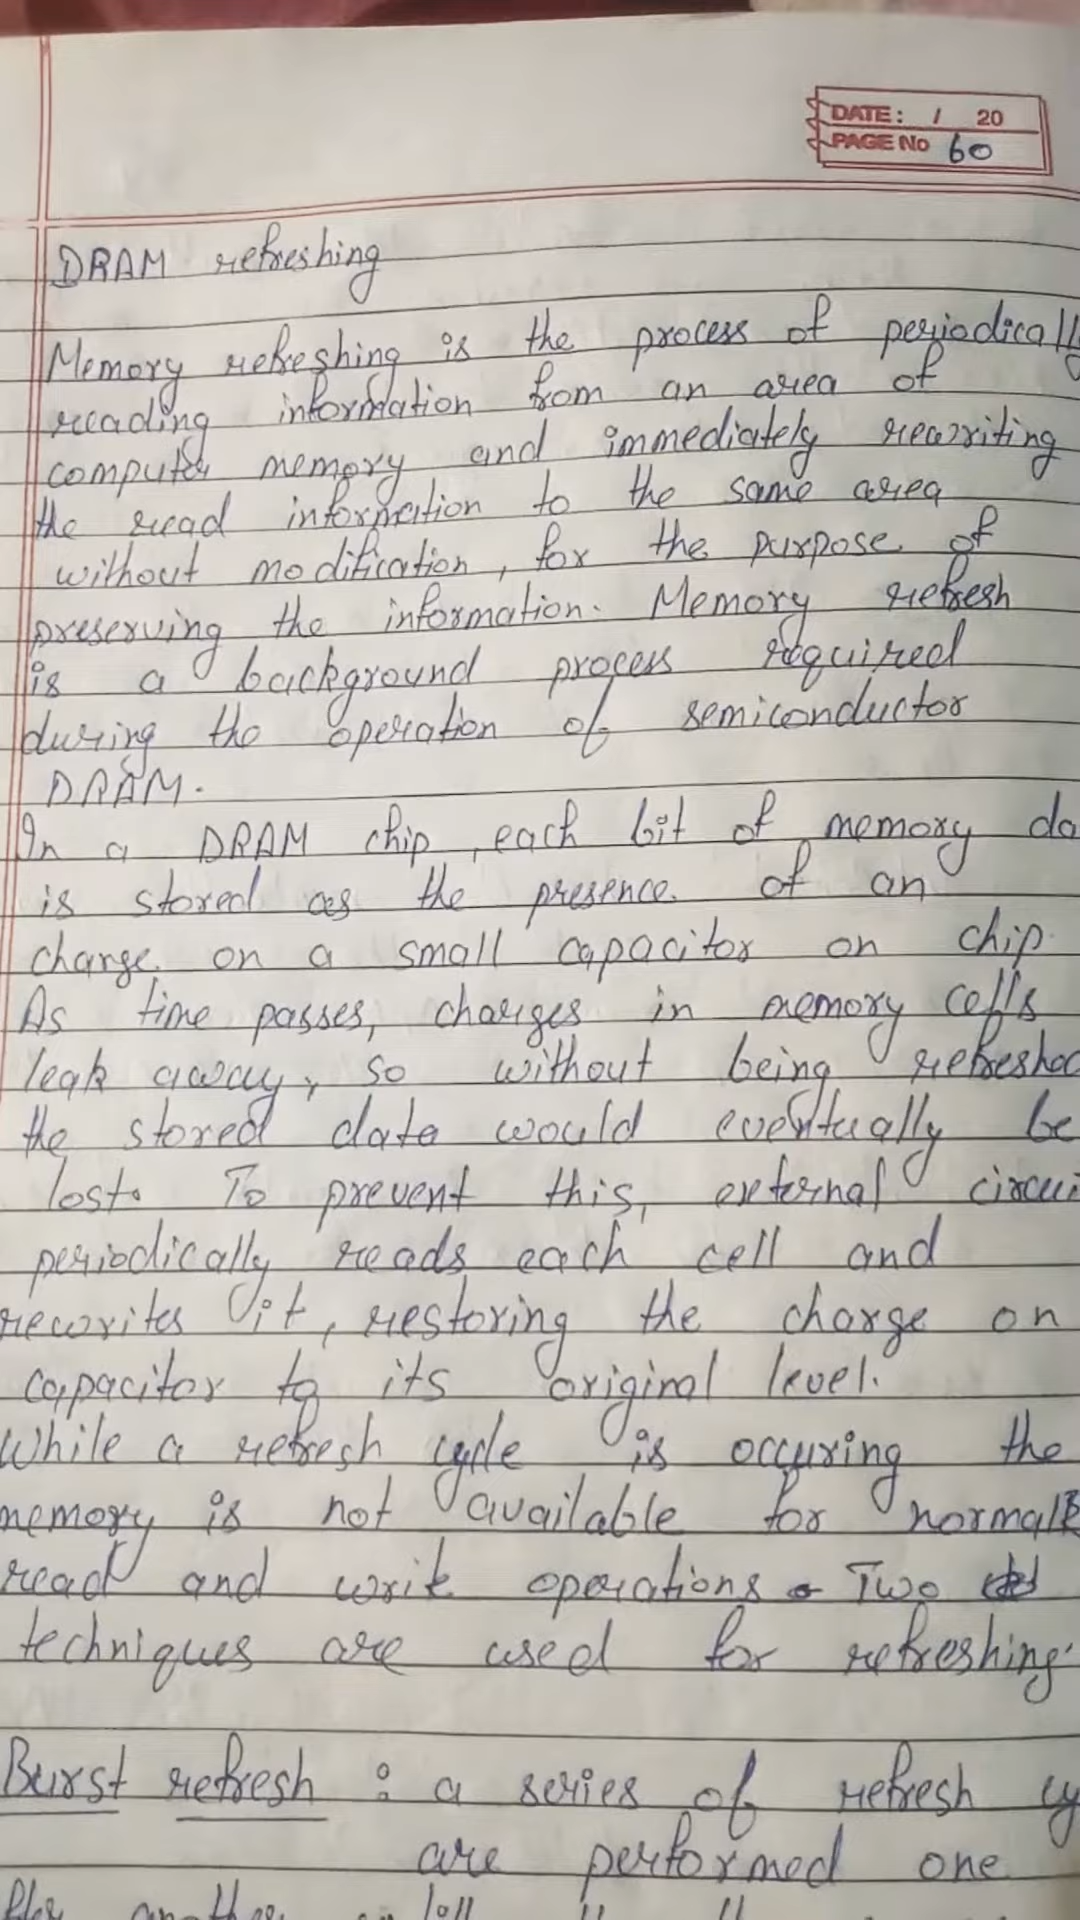 DATE: / 20
PAGE No 60
DRAM refreshing
Memory refreshing is the process of periodically
reading information from an area of
computer memory and immediately rewriting
the read information to the same area
without modification, for the purpose of
preserving the information. Memory refresh
is a background process required
during the operation of semiconductor
DRAM.
In a DRAM chip, each bit of memory da
is stored as the presence of an
charge on a small capacitor on chip.
As time passes, charges in memory cells
leak away, so without being refreshed
the stored data would eventually be
lost. To prevent this, external circui
periodically reads each cell and
rewrites it, restoring the charge on
capacitor to its original level.
While a refresh cycle is occuring the
memory is not available for normal
read and write operations. Two
techniques are used for refreshing.
Burst refresh : a series of refresh cy
are performed one
another